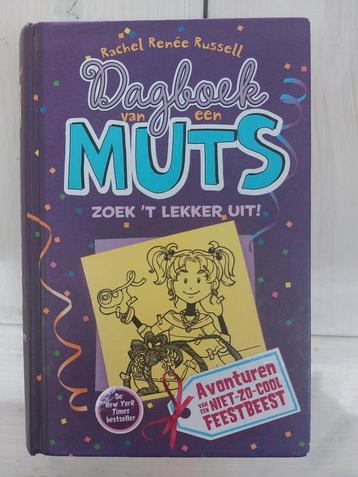 Rachel Renée Russell
Dagboek
van een
MUTS
ZOEK 'T LEKKER UIT!
De
New York
Times
bestseller
Avonturen
VAN EEN
NIET-ZO-COOL
FEESTBEEST